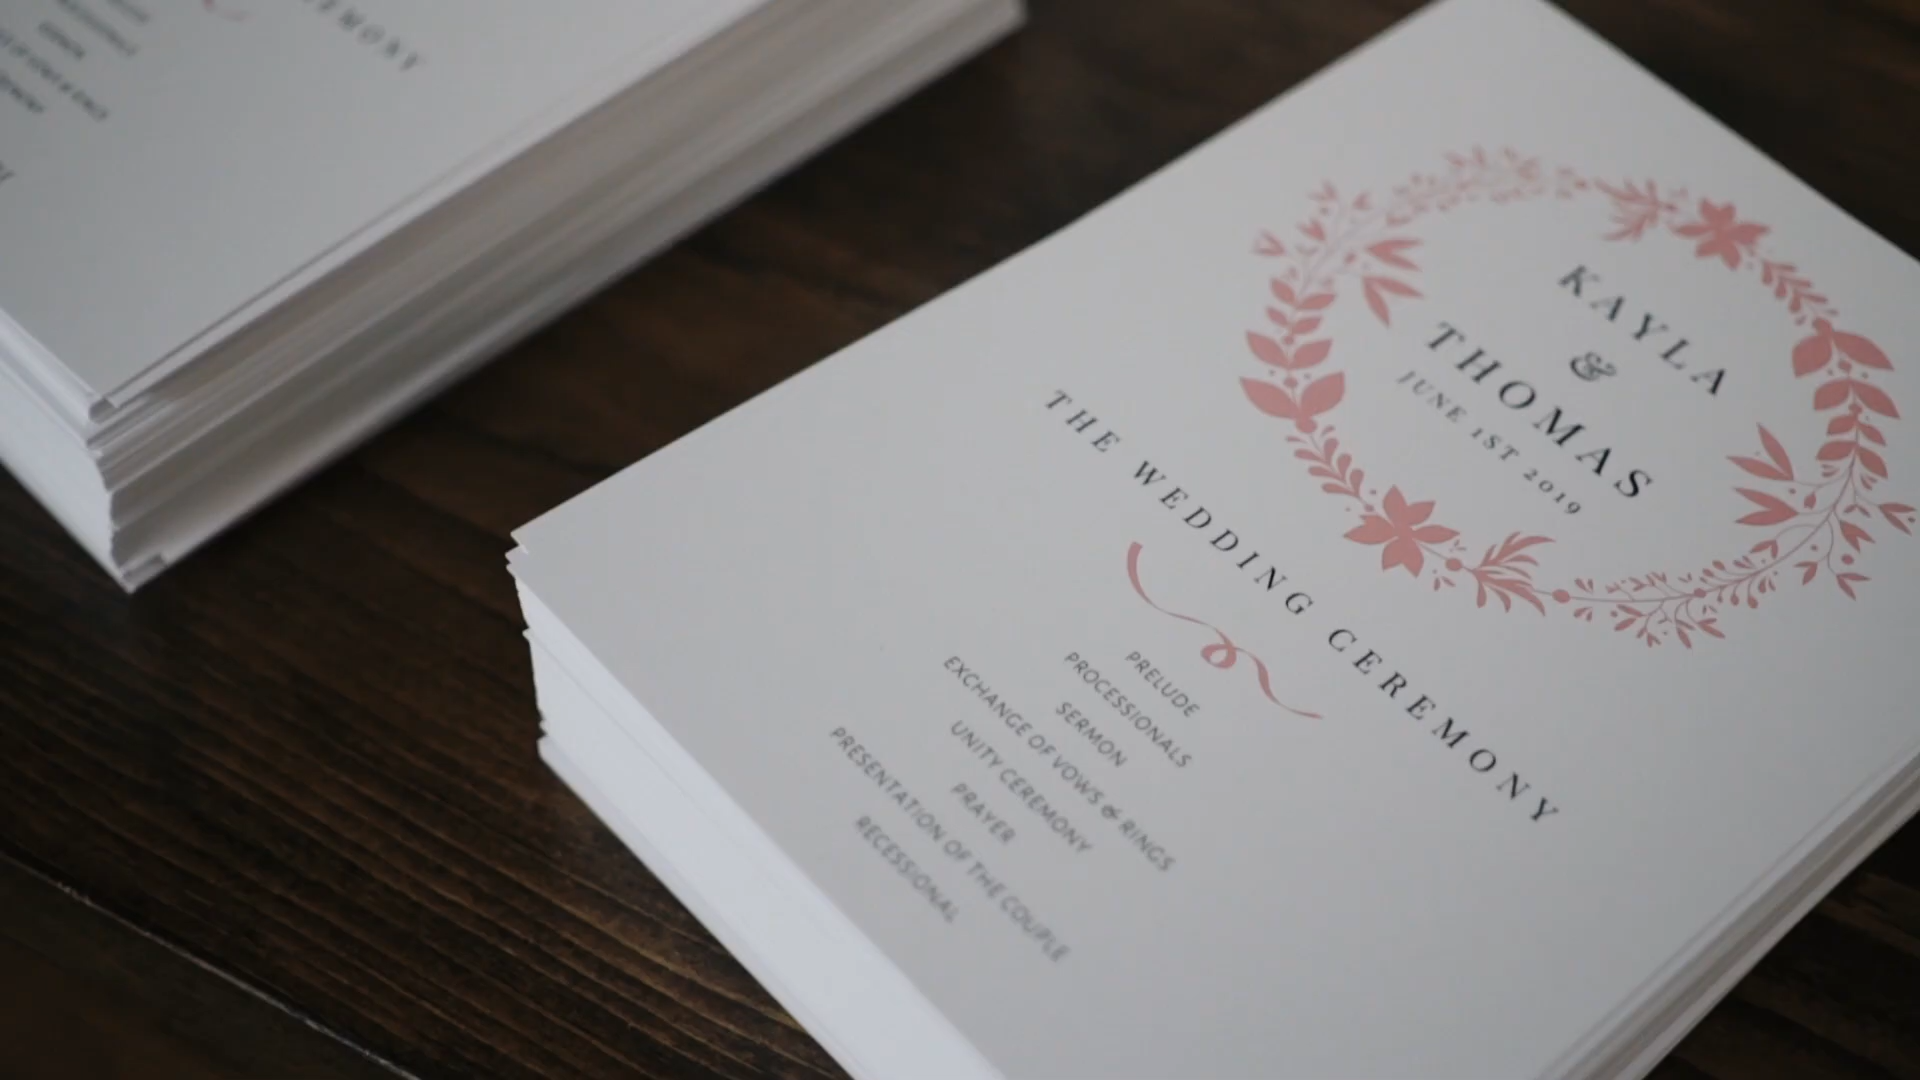 KAYLA
&
THOMAS
JUNE 1ST 2019
THE WEDDING CEREMONY
PRELUDE
PROCESSIONALS
SERMON
EXCHANGE OF VOWS & RINGS
UNITY CEREMONY
PRAYER
PRESENTATION OF THE COUPLE
RECESSIONAL